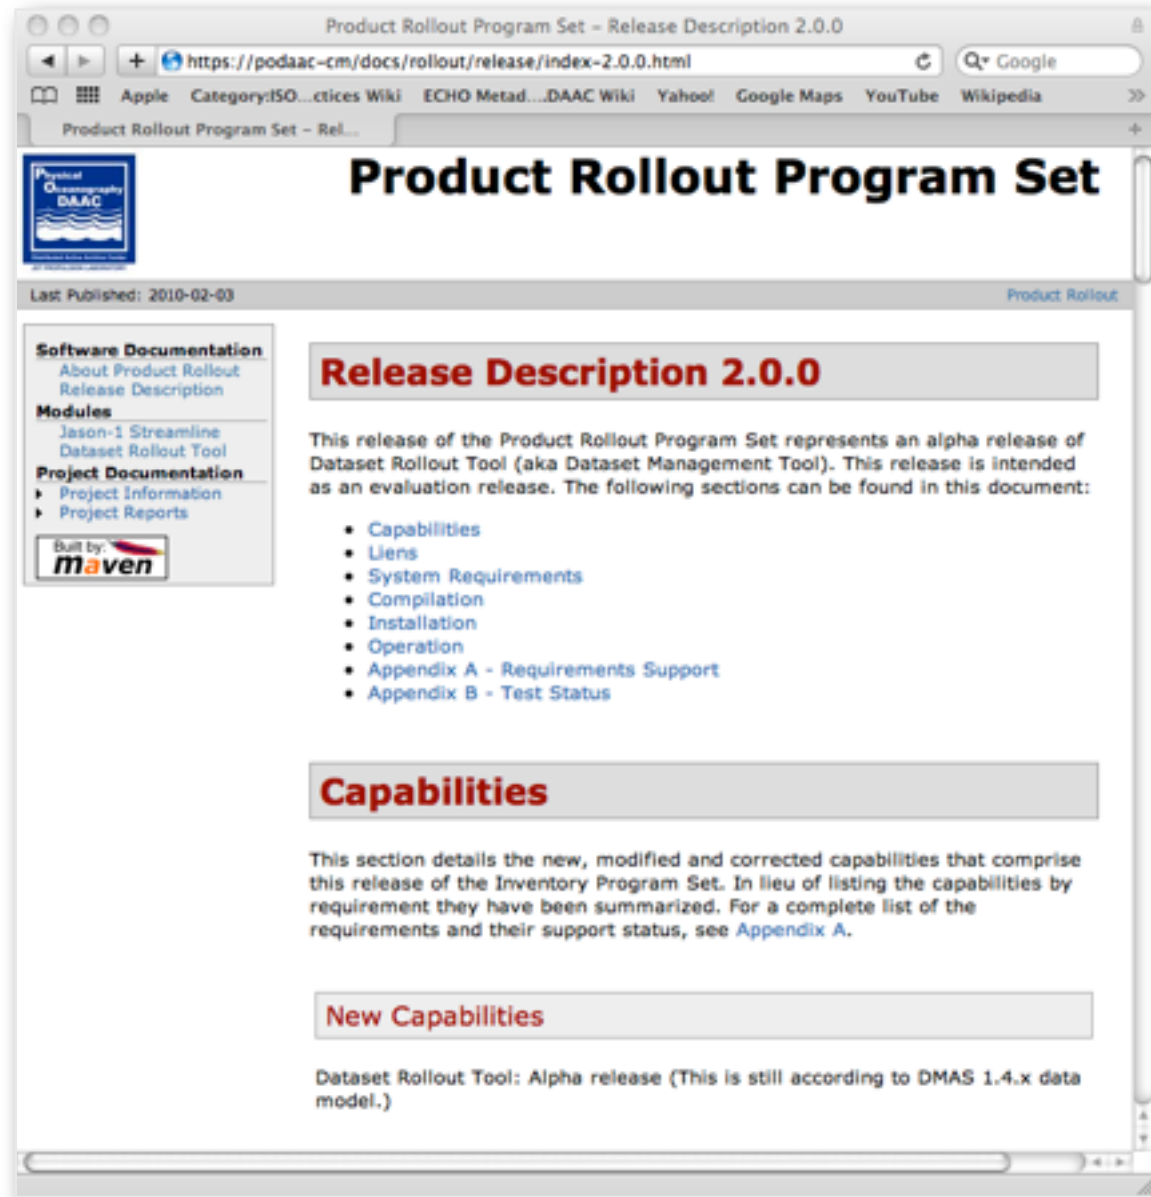 Product Rollout Program Set – Release Description 2.0.0
https://podaac-cm/docs/rollout/release/index-2.0.0.html
Google
Apple Category:ISO...ctices Wiki ECHO Metad....DAAC Wiki Yahoo! Google Maps YouTube Wikipedia
Product Rollout Program Set – Rel...
Physical
Oceanography
DAAC
Product Rollout Program Set
Last Published: 2010-02-03
Product Rollout
Software Documentation
About Product Rollout
Release Description
Modules
Jason-1 Streamline
Dataset Rollout Tool
Project Documentation
Project Information
Project Reports
Built by:
maven
Release Description 2.0.0
This release of the Product Rollout Program Set represents an alpha release of
Dataset Rollout Tool (aka Dataset Management Tool). This release is intended
as an evaluation release. The following sections can be found in this document:
• Capabilities
• Liens
• System Requirements
• Compilation
• Installation
• Operation
• Appendix A - Requirements Support
• Appendix B - Test Status
Capabilities
This section details the new, modified and corrected capabilities that comprise
this release of the Inventory Program Set. In lieu of listing the capabilities by
requirement they have been summarized. For a complete list of the
requirements and their support status, see Appendix A.
New Capabilities
Dataset Rollout Tool: Alpha release (This is still according to DMAS 1.4.x data
model.)